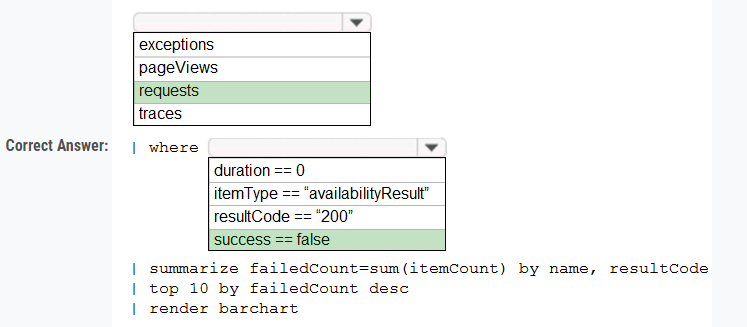 exceptions
pageViews
requests
traces
Correct Answer: | where
duration == 0
itemType == “availabilityResult”
resultCode == “200”
success == false
| summarize failedCount=sum(itemCount) by name, resultCode
| top 10 by failedCount desc
| render barchart